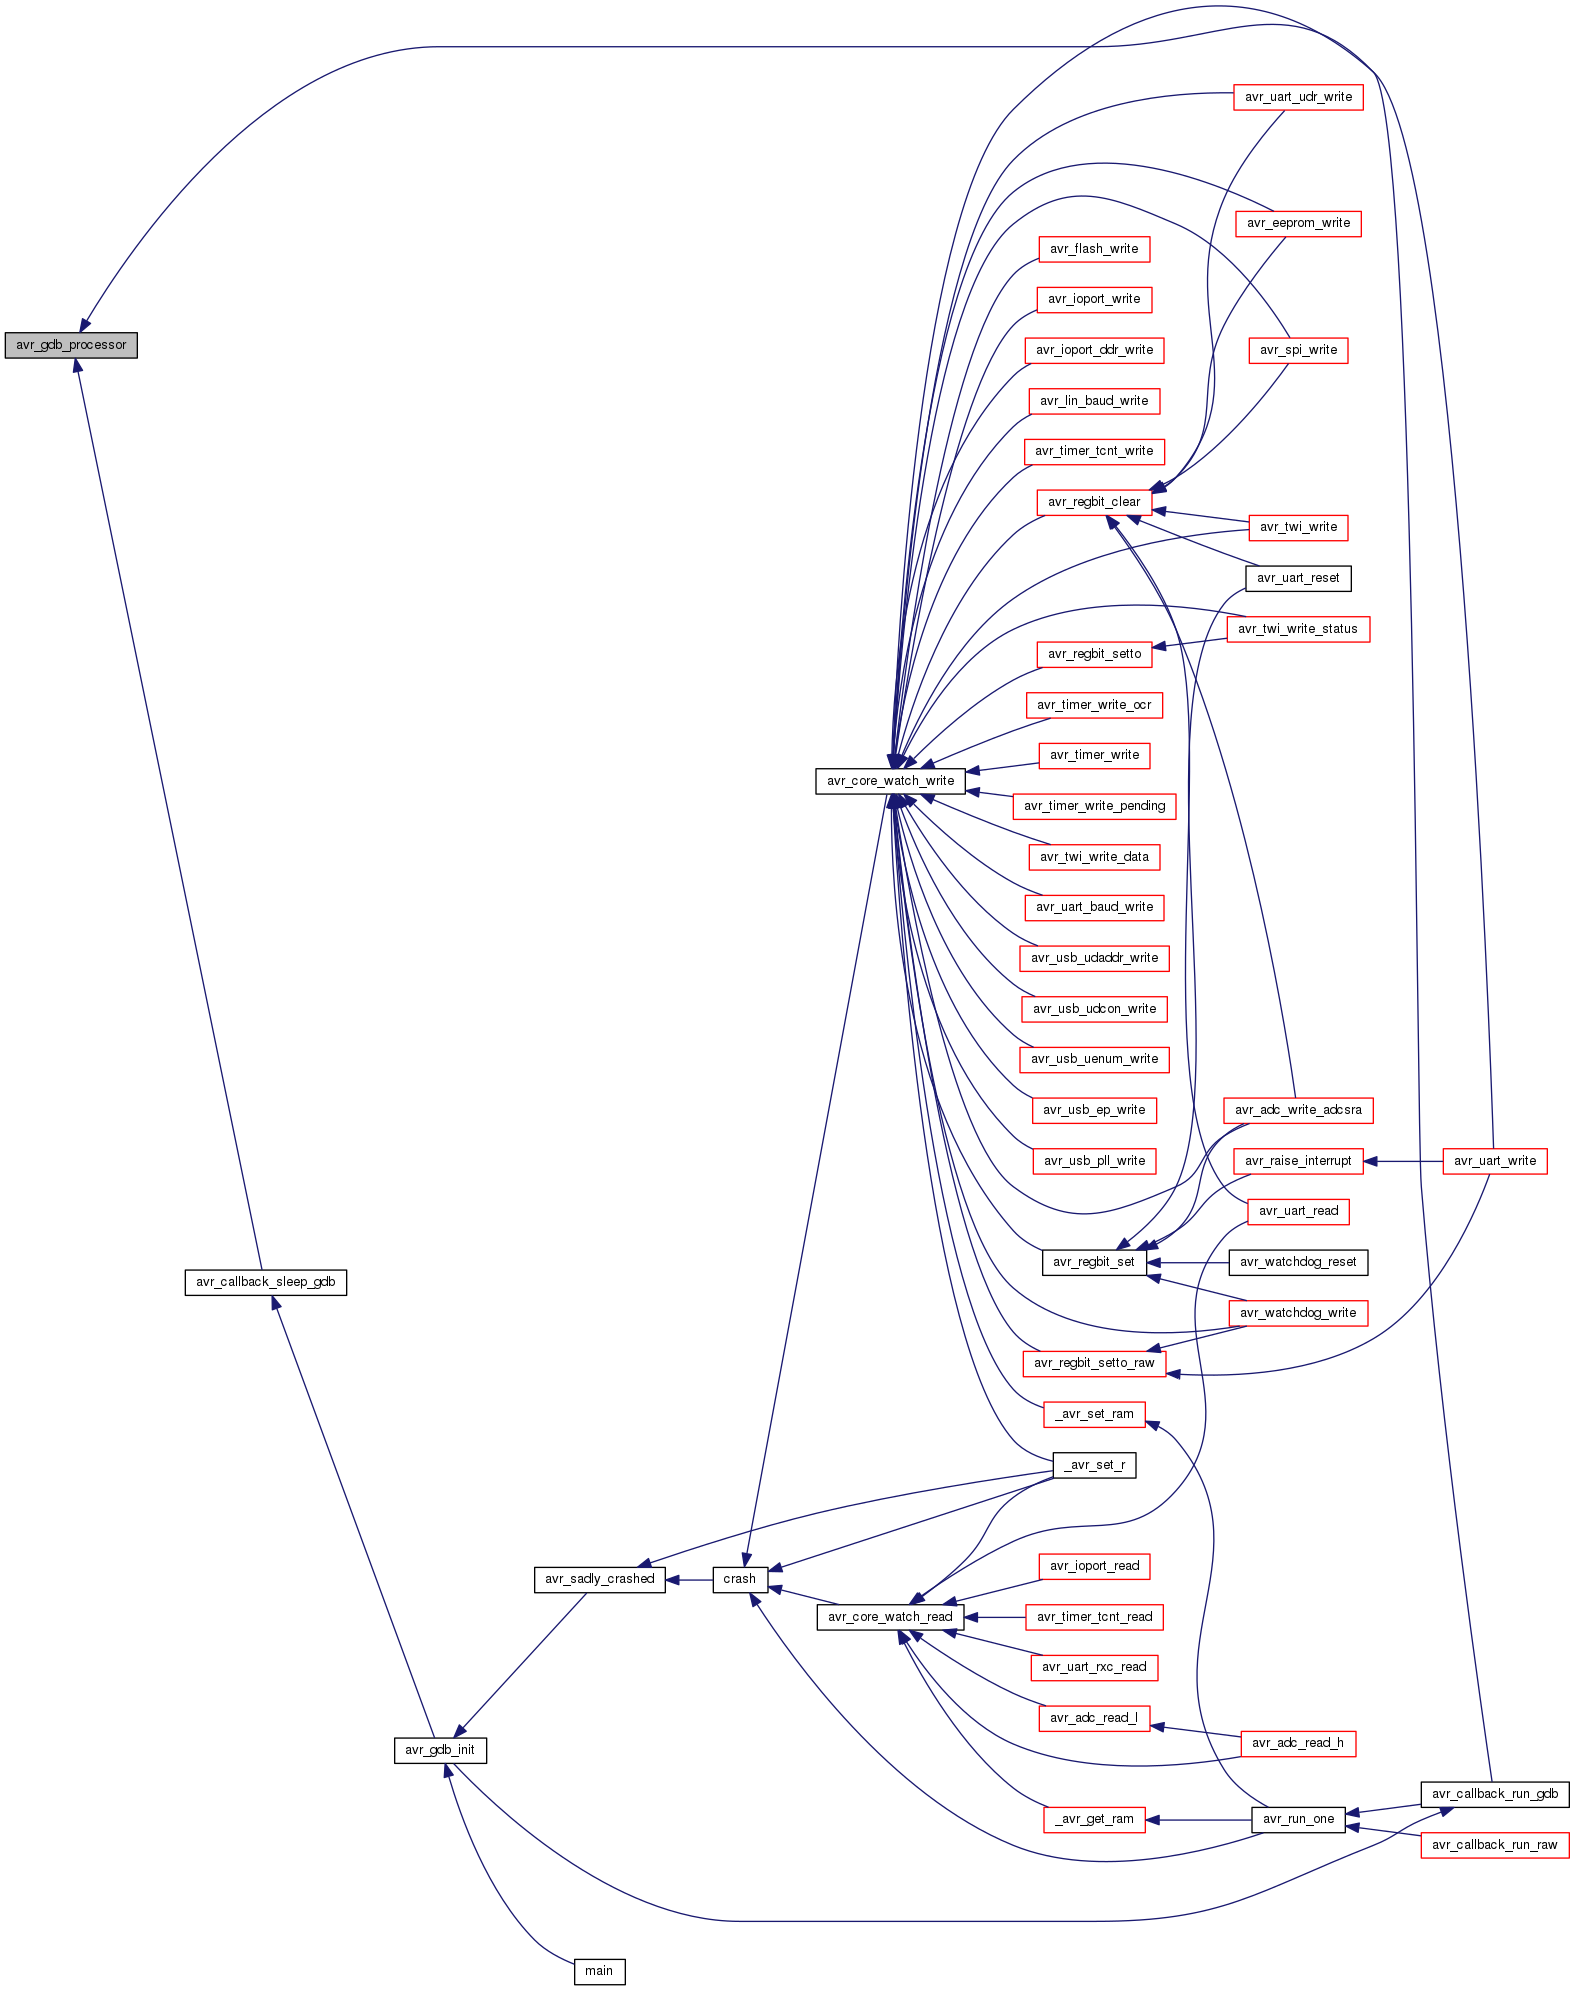 avr_uart_udr_write
avr_eeprom_write
avr_flash_write
avr_ioport_write
avr_gdb_processor
avr_ioport_ddr_write
avr_spi_write
avr_lin_baud_write
avr_timer_tcnt_write
avr_regbit_clear
avr_twi_write
avr_uart_reset
avr_twi_write_status
avr_regbit_setto
avr_timer_write_ocr
avr_timer_write
avr_core_watch_write
avr_timer_write_pending
avr_twi_write_data
avr_uart_baud_write
avr_usb_udaddr_write
avr_usb_udcon_write
avr_usb_uenum_write
avr_usb_ep_write
avr_adc_write_adcsra
avr_usb_pll_write
avr_raise_interrupt
avr_uart_write
avr_uart_read
avr_regbit_set
avr_watchdog_reset
avr_callback_sleep_gdb
avr_watchdog_write
avr_regbit_setto_raw
_avr_set_ram
_avr_set_r
avr_ioport_read
avr_sadly_crashed
crash
avr_core_watch_read
avr_timer_tcnt_read
avr_uart_rxc_read
avr_adc_read_l
avr_adc_read_h
avr_gdb_init
avr_callback_run_gdb
_avr_get_ram
avr_run_one
avr_callback_run_raw
main